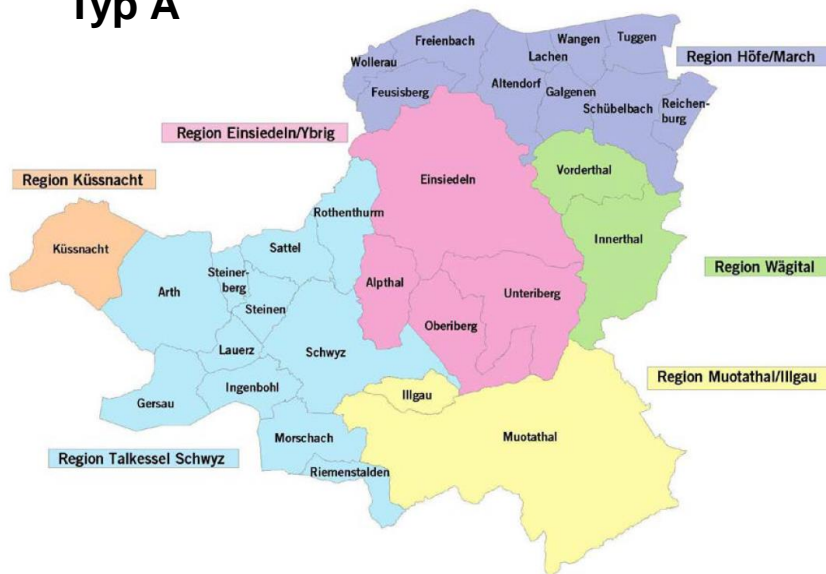 Typ A
Freienbach
Wangen
Tuggen
Lachen
Wollerau
Region Höfe/March
Feusisberg
Altendorf
Galgenen
Schübelbach
Reichen-
burg
Region Einsiedeln/Ybrig
Vorderthal
Einsiedeln
Region Küssnacht
Rothenthurm
Küssnacht
Sattel
Innerthal
Steiner-
berg
Region Wägital
Arth
Alpthal
Unteriberg
Steinen
Oberiberg
Lauerz
Schwyz
Region Muotathal/Illgau
Ingenbohl
Illgau
Gersau
Morschach
Muotathal
Region Talkessel Schwyz
Riemenstalden